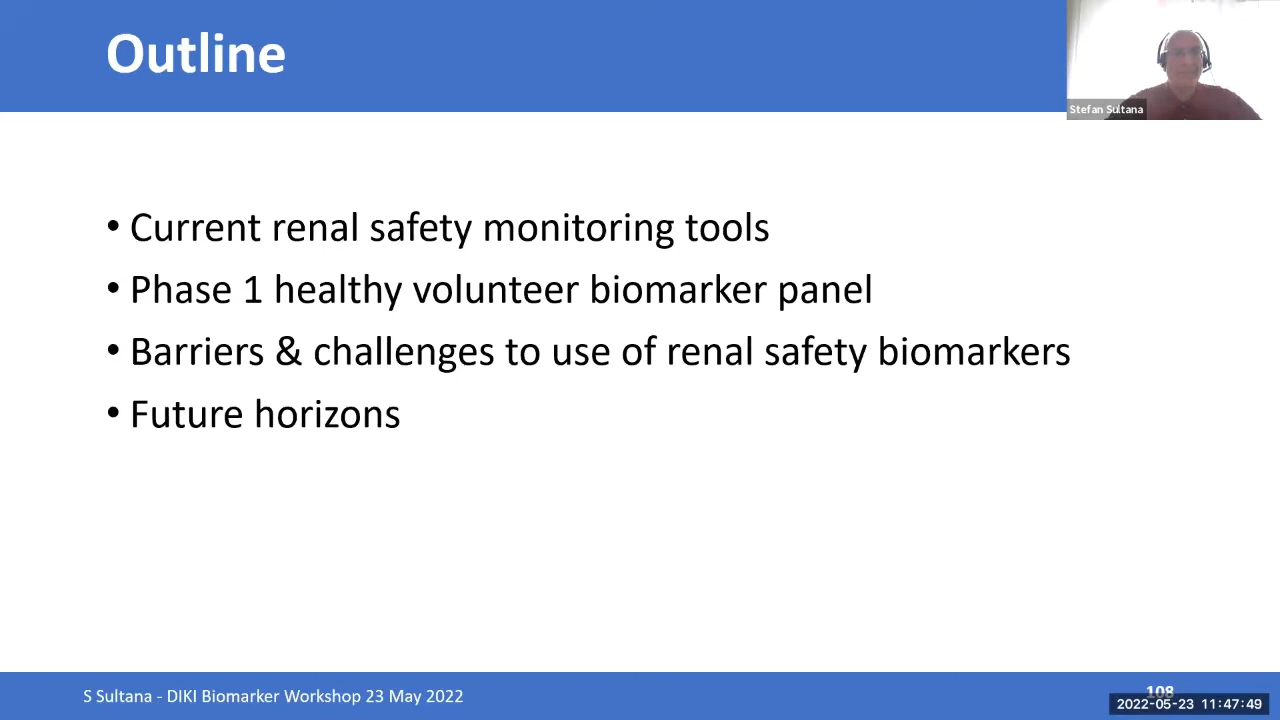 Outline
Stefan Sultana
• Current renal safety monitoring tools
• Phase 1 healthy volunteer biomarker panel
• Barriers & challenges to use of renal safety biomarkers
• Future horizons
S Sultana - DIKI Biomarker Workshop 23 May 2022
108
2022-05-23 11:47:49